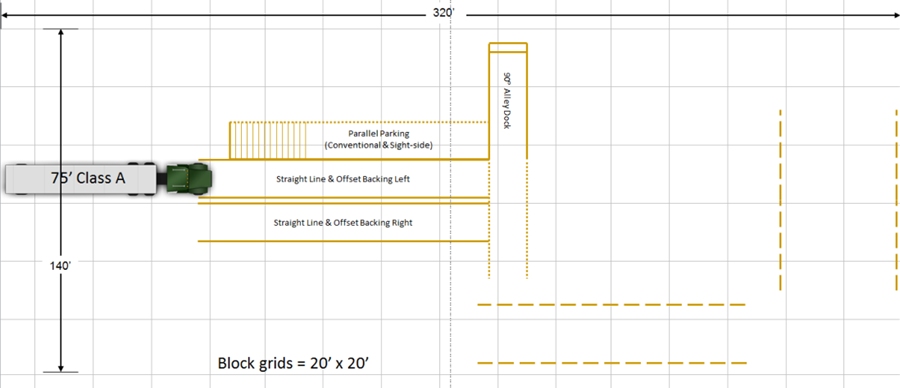 320'
90° Alley Dock
Parallel Parking
(Conventional & Sight-side)
75' Class A
Straight Line & Offset Backing Left
Straight Line & Offset Backing Right
140'
Block grids = 20' x 20'